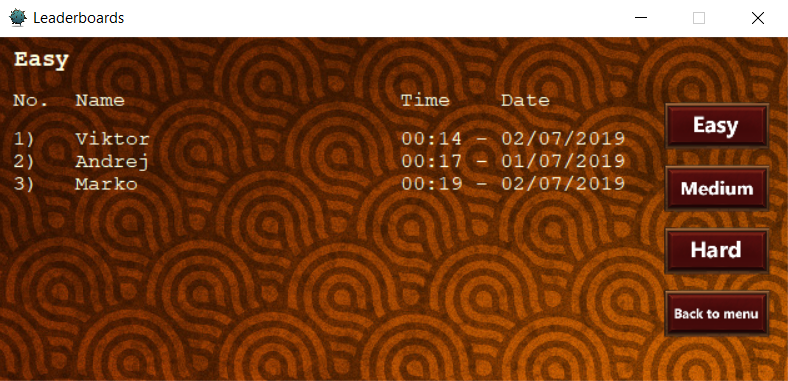 Leaderboards
Easy
No. Name Time Date
1) Viktor 00:14 - 02/07/2019
2) Andrej 00:17 - 01/07/2019
3) Marko 00:19 - 02/07/2019
Easy
Medium
Hard
Back to menu